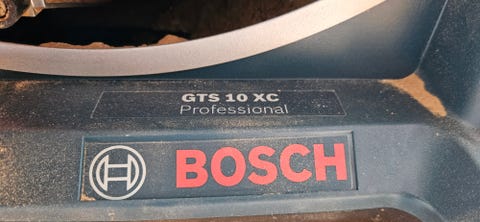 GTS 10 XC
Professional
BOSCH